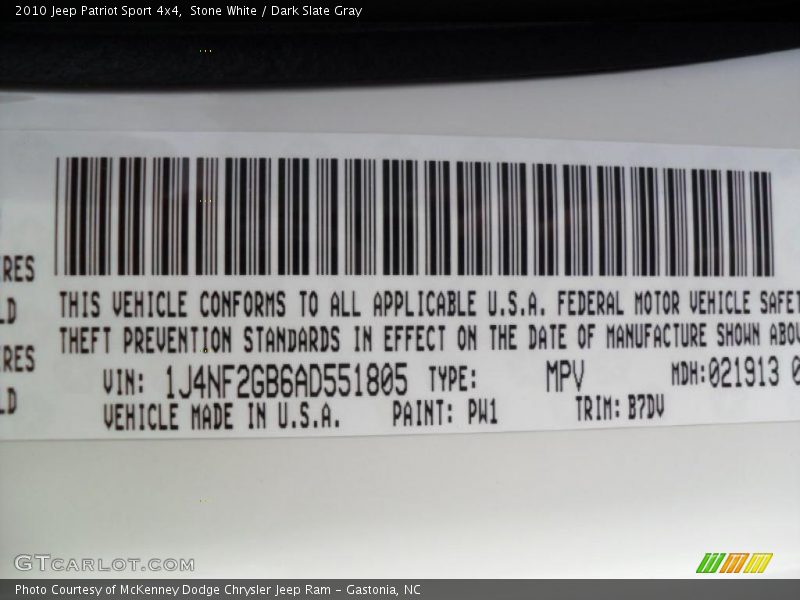 2010 Jeep Patriot Sport 4x4, Stone White / Dark Slate Gray
RES
LD
THIS VEHICLE CONFORMS TO ALL APPLICABLE U.S.A. FEDERAL MOTOR VEHICLE SAFET
THEFT PREVENTION STANDARDS IN EFFECT ON THE DATE OF MANUFACTURE SHOWN ABOV
RES
LD
VIN: 1J4NF2GB6AD551805 TYPE: MPV MDH:021913 0
VEHICLE MADE IN U.S.A. PAINT: PW1 TRIM: B7DV
GTCARLOT.COM
Photo Courtesy of McKenney Dodge Chrysler Jeep Ram – Gastonia, NC